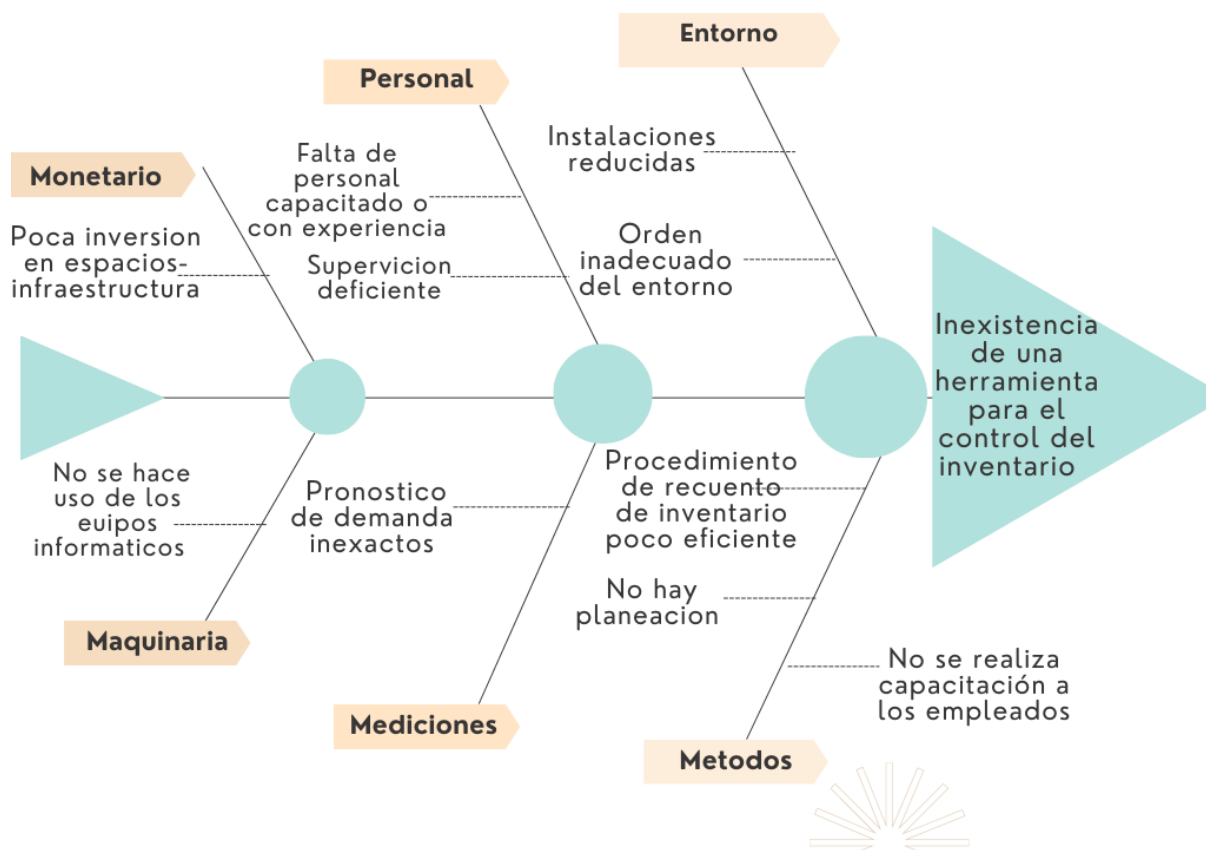 Entorno
Personal
Instalaciones
reducidas
Falta de
personal
capacitado o
con experiencia
Monetario
Poca inversion
en espacios-
infraestructura
Supervicion
deficiente
Orden
inadecuado
del entorno
Inexistencia
de una
herramienta
para el
control del
inventario
No se hace
uso de los
euipos
informaticos
Pronostico
de demanda
inexactos
Procedimiento
de recuento
de inventario
poco eficiente
No hay
planeacion
Maquinaria
No se realiza
capacitación a
los empleados
Mediciones
Metodos